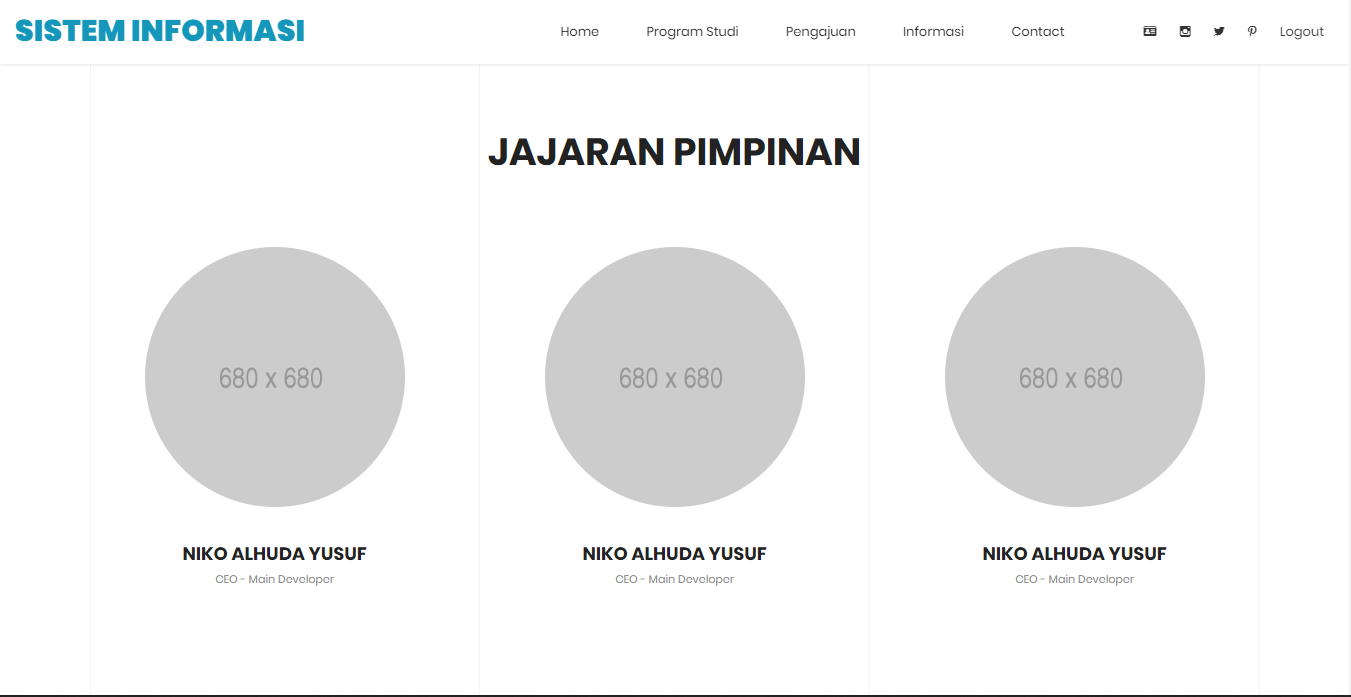 SISTEM INFORMASI Home Program Studi Pengajuan Informasi Contact Logout
JAJARAN PIMPINAN
680 x 680 680 x 680 680 x 680
NIKO ALHUDA YUSUF NIKO ALHUDA YUSUF NIKO ALHUDA YUSUF
CEO - Main Developer CEO - Main Developer CEO - Main Developer